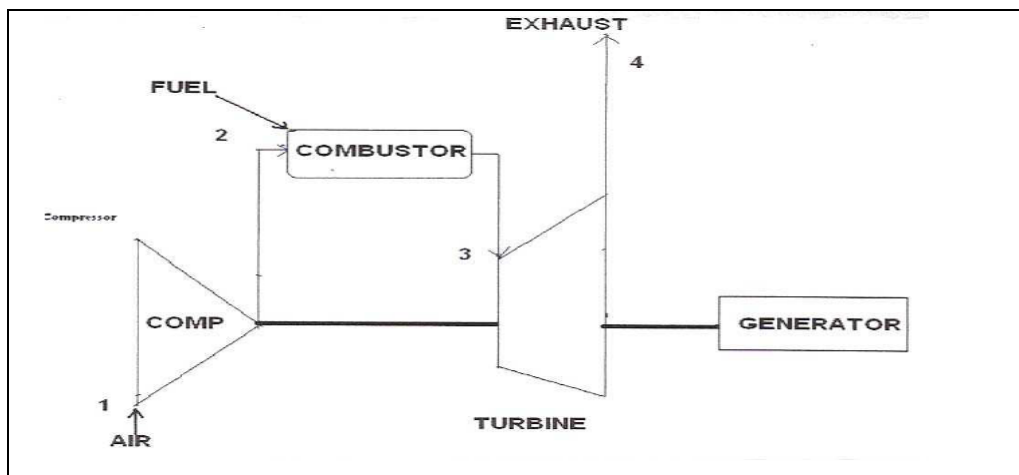 EXHAUST
4
FUEL
2
COMBUSTOR
Compressor
3
COMP
GENERATOR
1
TURBINE
AIR